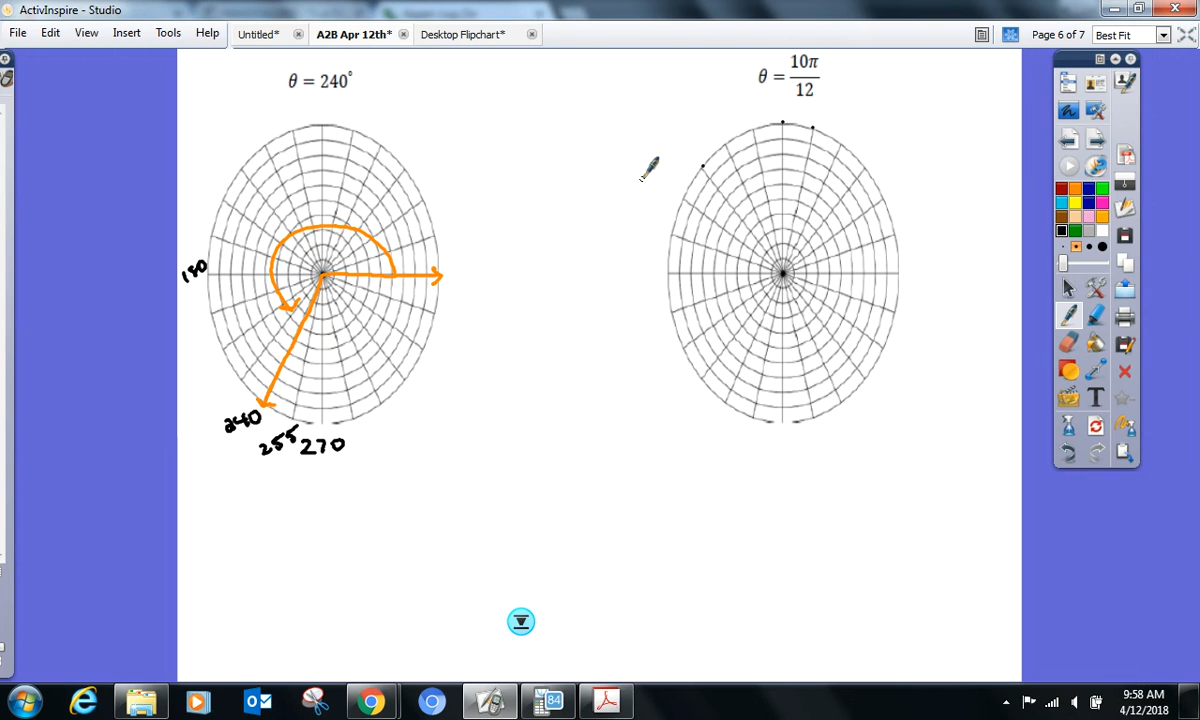 ActivInspire - Studio
File Edit View Insert Tools Help
Untitled* A2B Apr 12th* Desktop Flipchart*
Page 6 of 7 Best Fit
θ = 240°
θ = 10π/12
180
240
255
270
84
9:58 AM
4/12/2018